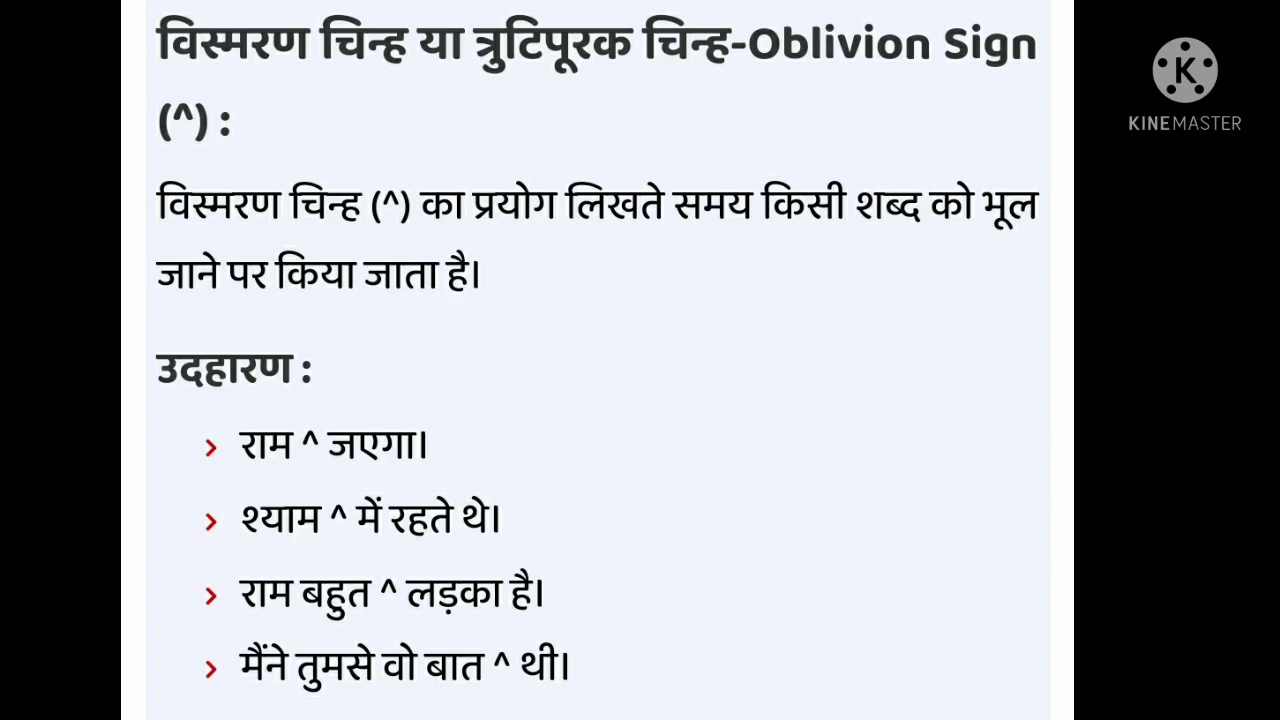 विस्मरण चिन्ह या त्रुटिपूरक चिन्ह-Oblivion Sign
(^) :
विस्मरण चिन्ह (^) का प्रयोग लिखते समय किसी शब्द को भूल
जाने पर किया जाता है।
उदहारण :
› राम ^ जएगा।
› श्याम ^ में रहते थे।
› राम बहुत ^ लड़का है।
› मैंने तुमसे वो बात ^ थी।
K
KINEMASTER